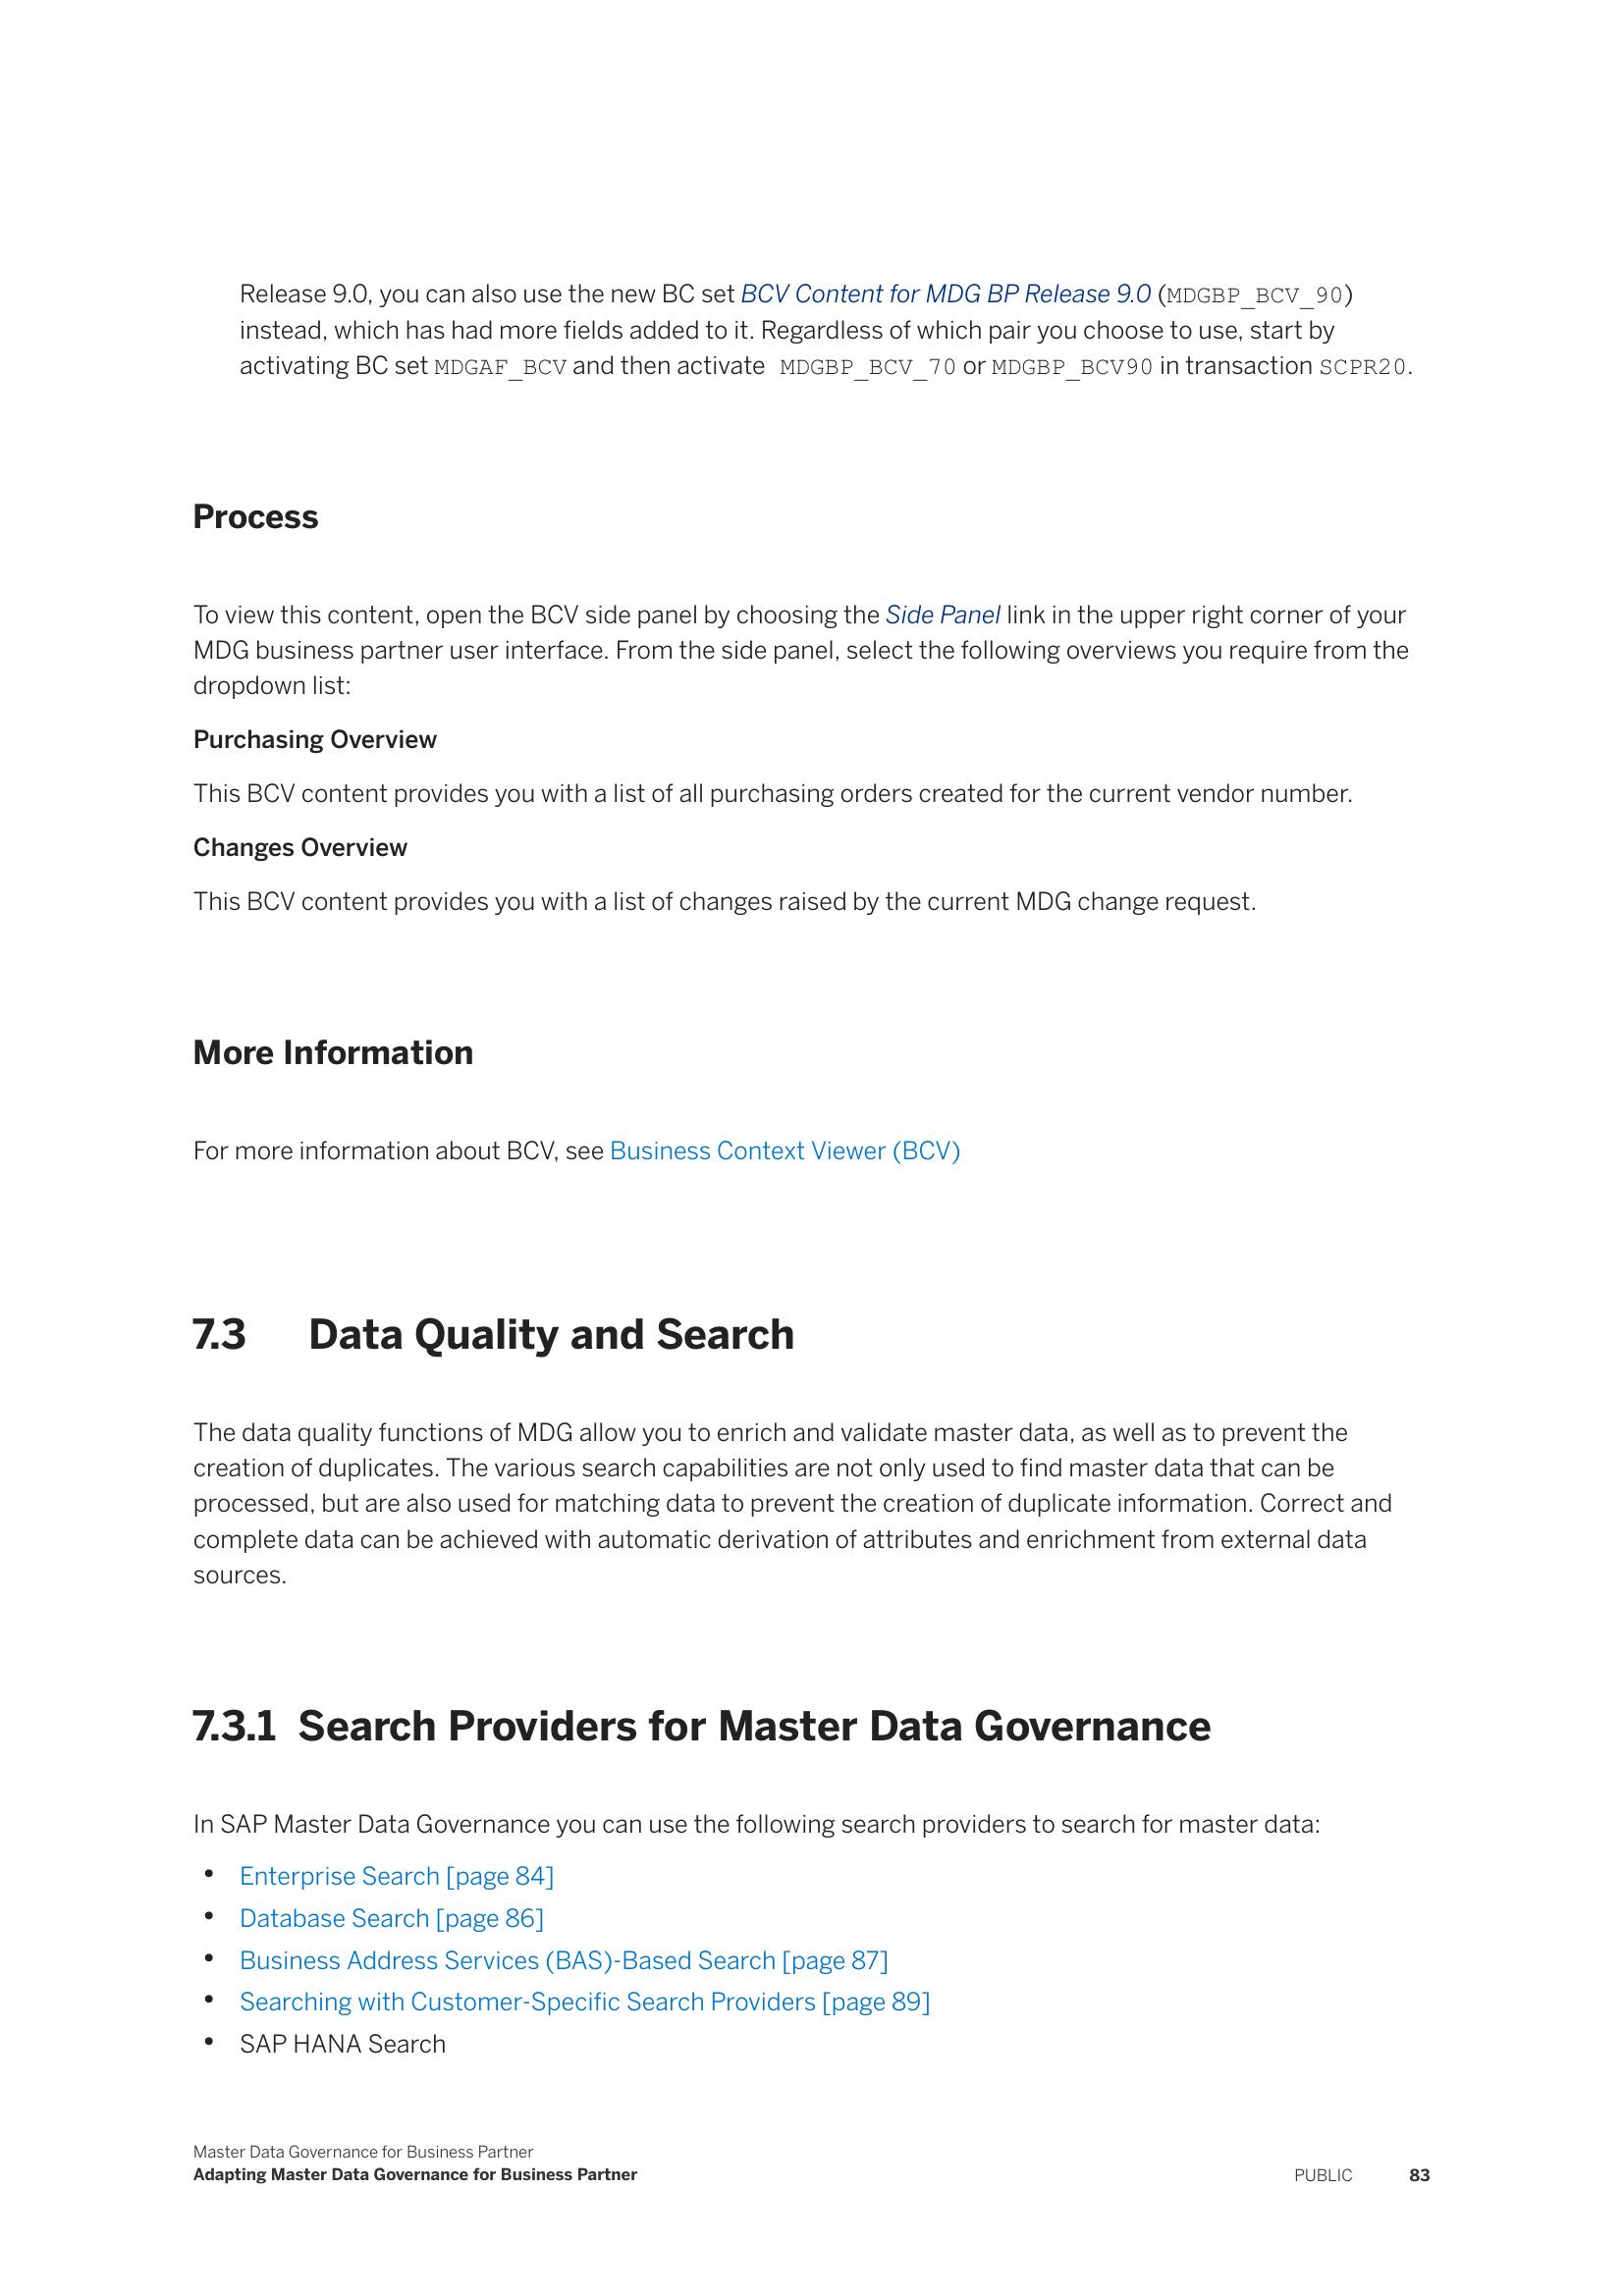 Release 9.0, you can also use the new BC set BCV Content for MDG BP Release 9.0 (MDGBP_BCV_90)
instead, which has had more fields added to it. Regardless of which pair you choose to use, start by
activating BC set MDGAF_BCV and then activate MDGBP_BCV_70 or MDGBP_BCV90 in transaction SCPR20.
Process
To view this content, open the BCV side panel by choosing the Side Panel link in the upper right corner of your
MDG business partner user interface. From the side panel, select the following overviews you require from the
dropdown list:
Purchasing Overview
This BCV content provides you with a list of all purchasing orders created for the current vendor number.
Changes Overview
This BCV content provides you with a list of changes raised by the current MDG change request.
More Information
For more information about BCV, see Business Context Viewer (BCV)
7.3 Data Quality and Search
The data quality functions of MDG allow you to enrich and validate master data, as well as to prevent the
creation of duplicates. The various search capabilities are not only used to find master data that can be
processed, but are also used for matching data to prevent the creation of duplicate information. Correct and
complete data can be achieved with automatic derivation of attributes and enrichment from external data
sources.
7.3.1 Search Providers for Master Data Governance
In SAP Master Data Governance you can use the following search providers to search for master data:
• Enterprise Search [page 84]
• Database Search [page 86]
• Business Address Services (BAS)-Based Search [page 87]
• Searching with Customer-Specific Search Providers [page 89]
• SAP HANA Search
Master Data Governance for Business Partner
Adapting Master Data Governance for Business Partner PUBLIC 83